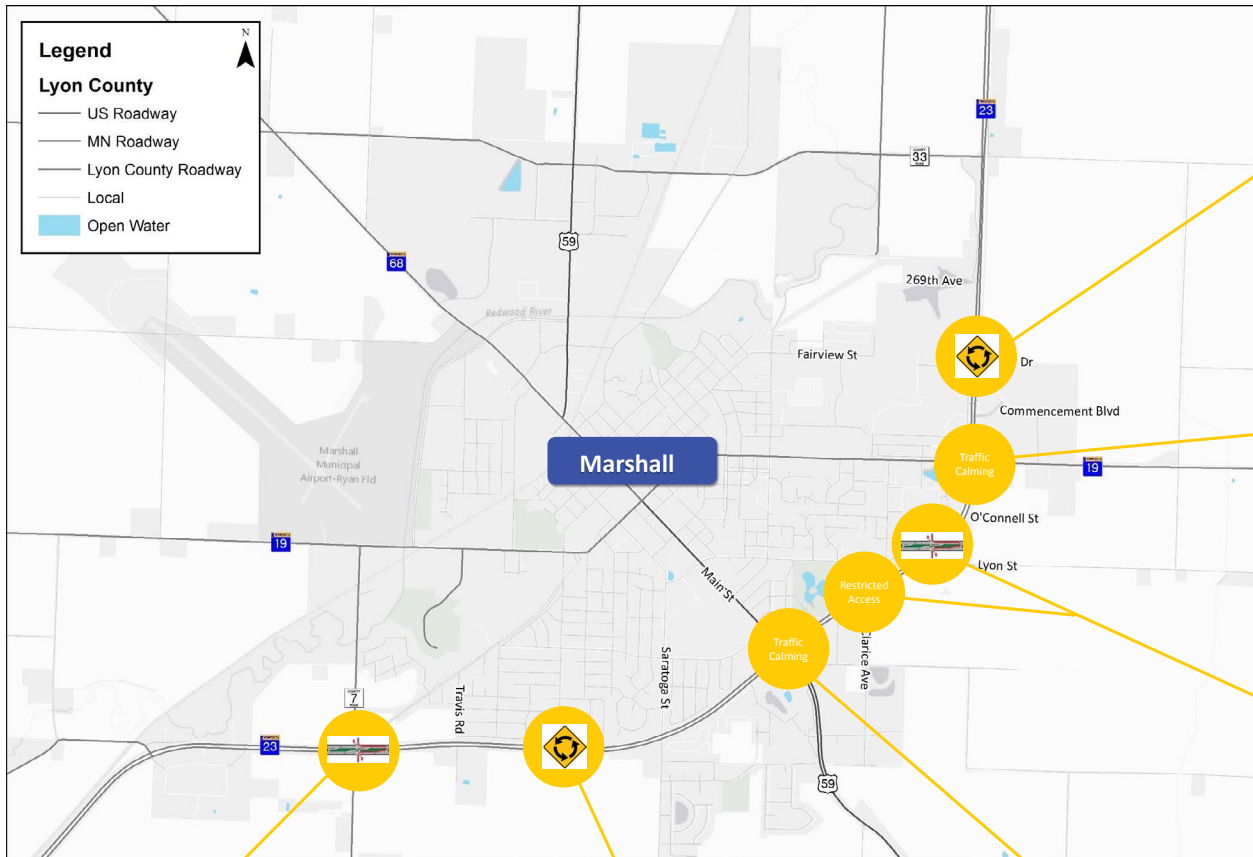 N
Legend
Lyon County
US Roadway
MN Roadway
Lyon County Roadway
Local
Open Water
23
COUNTY
33
59
68
269th Ave
Redwood River
Fairview St
Dr
Commencement Blvd
Marshall
Marshall
Municipal
Airport-Ryan Fld
Traffic
Calming
19
O'Connell St
19
Lyon St
Main St
Restricted
Access
Traffic
Calming
Clarice Ave
Saratoga St
Travis Rd
COUNTY
7
23
59